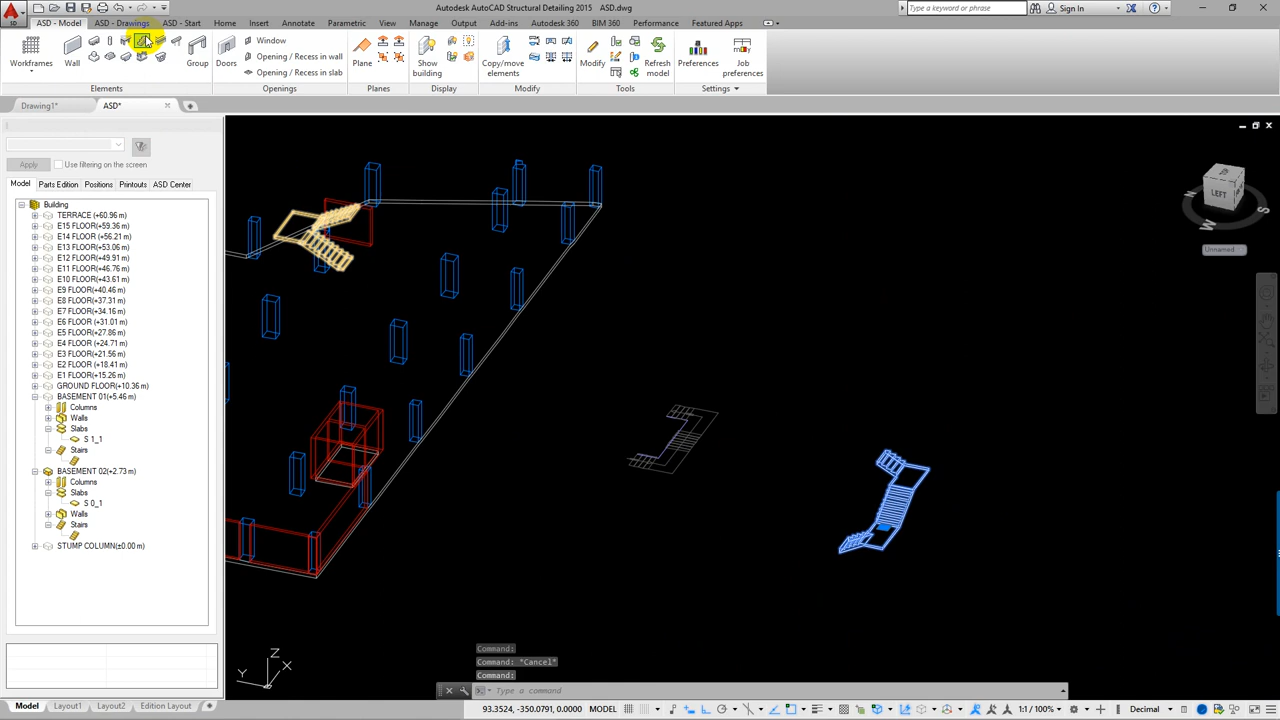 Autodesk AutoCAD Structural Detailing 2015 ASD.dwg
Type a keyword or phrase
Sign In
ASD - Model
ASD - Drawings
ASD - Start
Home
Insert
Annotate
Parametric
View
Manage
Output
Add-ins
Autodesk 360
BIM 360
Performance
Featured Apps
Workframes
Wall
Group
Doors
Window
Opening / Recess in wall
Opening / Recess in slab
Plane
Show building
Copy/move elements
Modify
Refresh model
Preferences
Job preferences
Elements
Openings
Planes
Display
Modify
Tools
Settings
Drawing1*
ASD*
Apply
Use filtering on the screen
Model
Parts Edition
Positions
Printouts
ASD Center
Building
TERRACE (+60.96 m)
E15 FLOOR(+59.36 m)
E14 FLOOR (+56.21 m)
E13 FLOOR(+53.06 m)
E12 FLOOR(+49.91 m)
E11 FLOOR(+46.76 m)
E10 FLOOR(+43.61 m)
E9 FLOOR(+40.46 m)
E8 FLOOR(+37.31 m)
E7 FLOOR(+34.16 m)
E6 FLOOR (+31.01 m)
E5 FLOOR(+27.86 m)
E4 FLOOR (+24.71 m)
E3 FLOOR(+21.56 m)
E2 FLOOR(+18.41 m)
E1 FLOOR(+15.26 m)
GROUND FLOOR(+10.36 m)
BASEMENT 01(+5.46 m)
Columns
Walls
Slabs
S 1_1
Stairs
BASEMENT 02(+2.73 m)
Columns
Slabs
S 0_1
Walls
Stairs
STUMP COLUMN(±0.00 m)
LEFT
N
W
Unnamed
Z
Y
X
Command:
Command: *Cancel*
Command:
Type a command
Model
Layout1
Layout2
Edition Layout
93.3524, -350.0791, 0.0000
MODEL
1:1 / 100%
Decimal